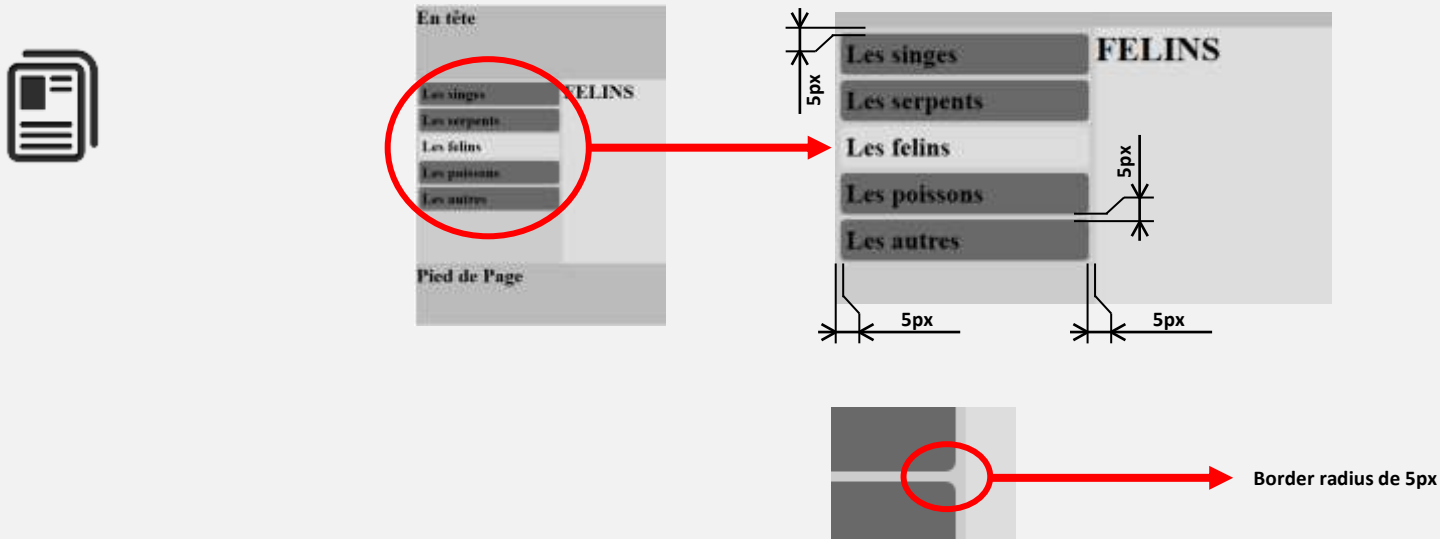 En tête
Les singes
FELINS
Les serpents
Les felins
Les poissons
Les autres
Pied de Page
5px
Les singes
FELINS
Les serpents
Les felins
5px
Les poissons
Les autres
5px
5px
Border radius de 5px